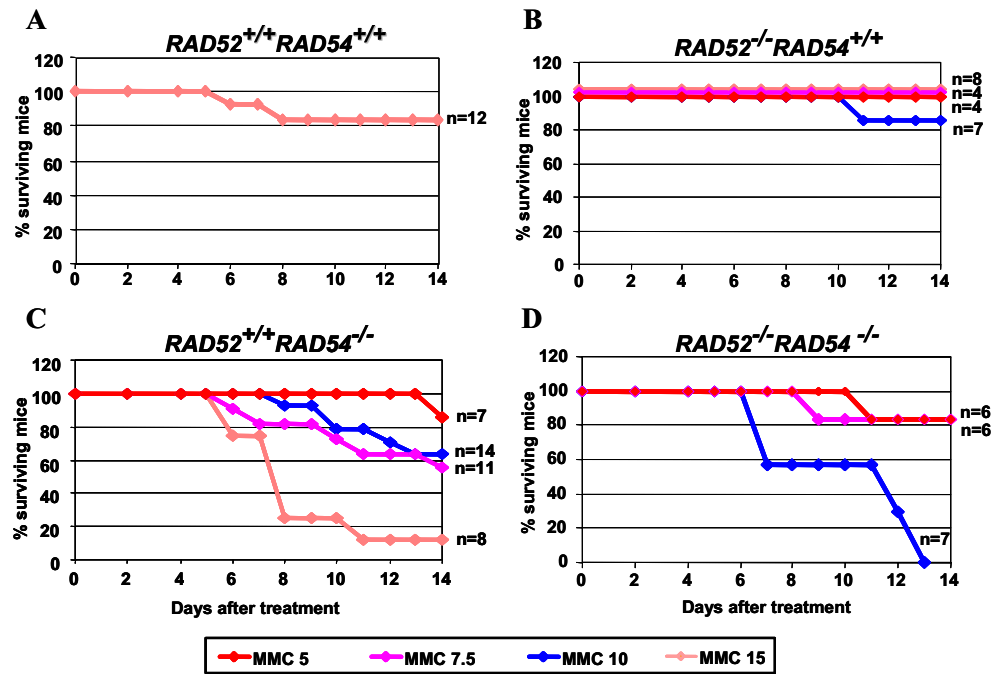 A
RAD52+/+RAD54+/+
% surviving mice
120
100
80
60
40
20
0
0 2 4 6 8 10 12 14
n=12
B
RAD52-/-RAD54+/+
% surviving mice
120
100
80
60
40
20
0
0 2 4 6 8 10 12 14
n=8
n=4
n=4
n=7
C
RAD52+/+RAD54-/-
% surviving mice
120
100
80
60
40
20
0
0 2 4 6 8 10 12 14
n=7
n=14
n=11
n=8
Days after treatment
D
RAD52-/-RAD54 -/-
% surviving mice
120
100
80
60
40
20
0
0 2 4 6 8 10 12 14
n=6
n=6
n=7
Days after treatment
MMC 5 MMC 7.5 MMC 10 MMC 15